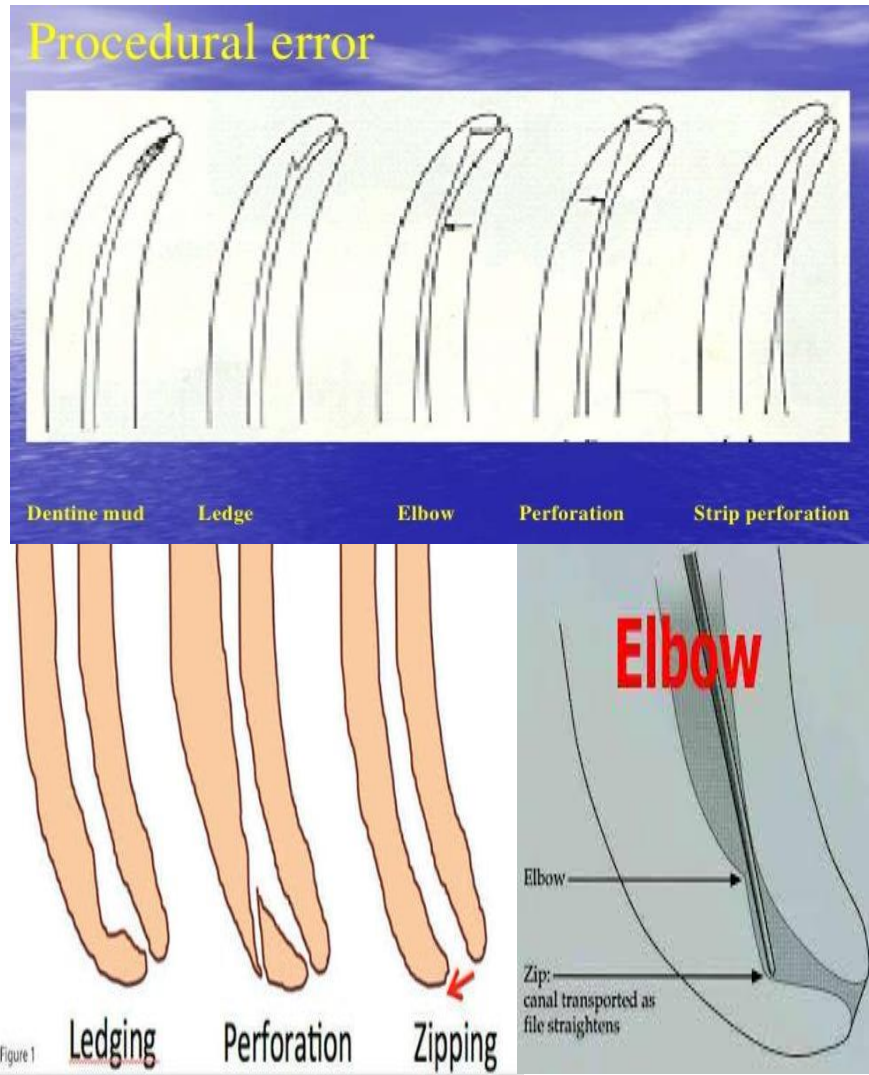 Procedural error
Dentine mud Ledge Elbow Perforation Strip perforation
Elbow
Elbow
Zip:
canal transported as
file straightens
Figure 1 Ledging Perforation Zipping